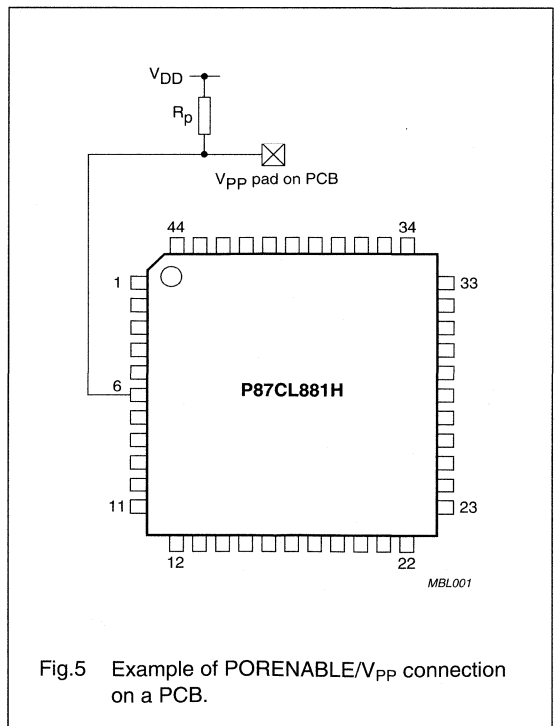 VDD
Rp
VPP pad on PCB
44 34
1 33
6
P87CL881H
11 23
12 22
MBL001
Fig.5 Example of PORENABLE/VPP connection
on a PCB.